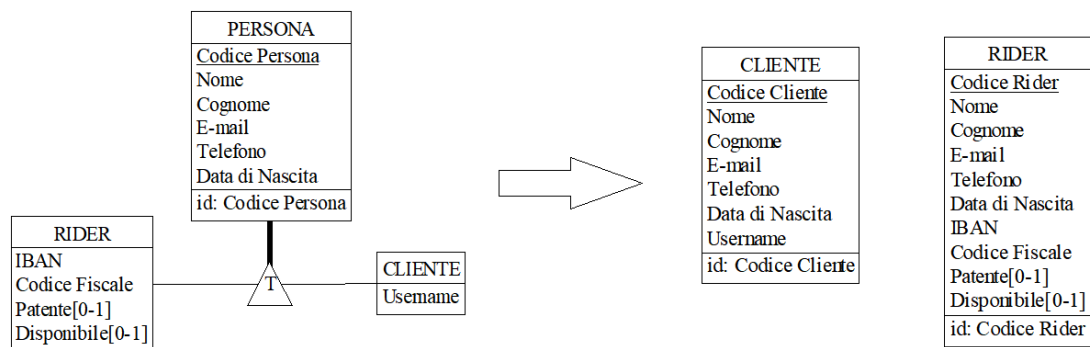 PERSONA
Codice Persona
Nome
Cognome
E-mail
Telefono
Data di Nascita
id: Codice Persona
RIDER
IBAN
Codice Fiscale
Patente[0-1]
Disponibile[0-1]
T
CLIENTE
Username
CLIENTE
Codice Cliente
Nome
Cognome
E-mail
Telefono
Data di Nascita
Username
id: Codice Cliente
RIDER
Codice Rider
Nome
Cognome
E-mail
Telefono
Data di Nascita
IBAN
Codice Fiscale
Patente[0-1]
Disponibile[0-1]
id: Codice Rider